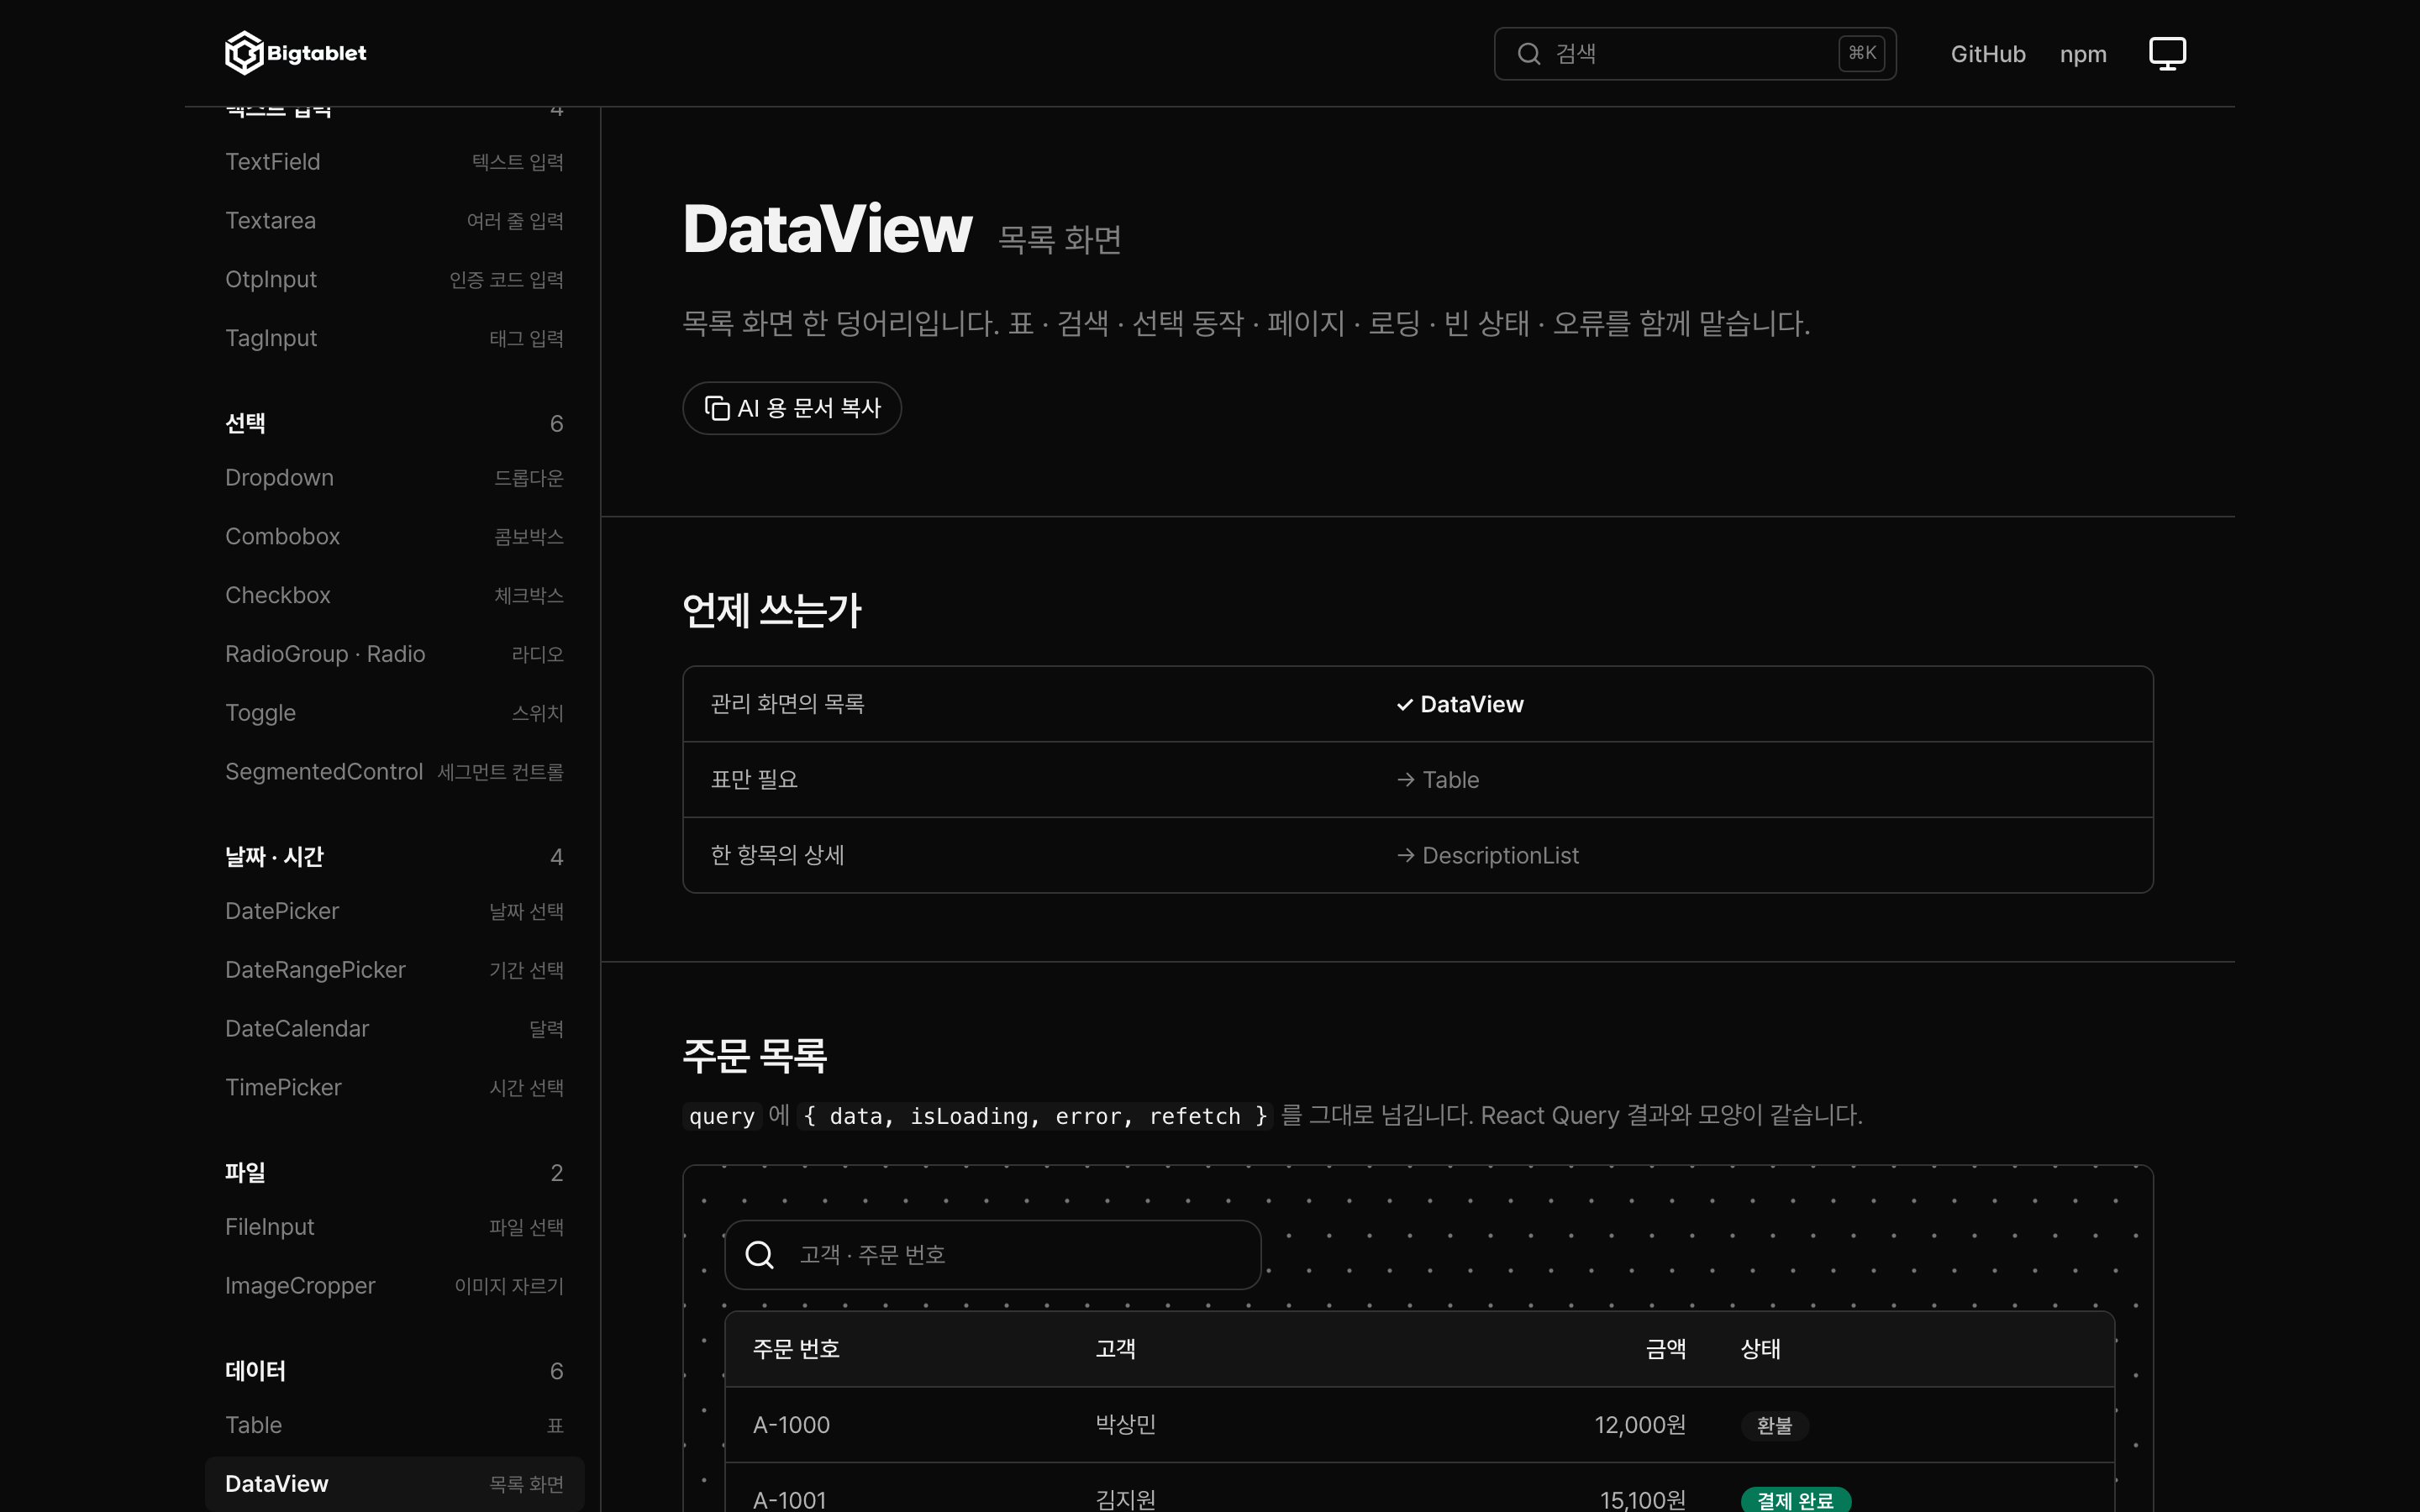 Bigtablet
검색 ⌘K
GitHub npm
텍스트 입력 4
TextField 텍스트 입력
Textarea 여러 줄 입력
OtpInput 인증 코드 입력
TagInput 태그 입력
선택 6
Dropdown 드롭다운
Combobox 콤보박스
Checkbox 체크박스
RadioGroup · Radio 라디오
Toggle 스위치
SegmentedControl 세그먼트 컨트롤
날짜 · 시간 4
DatePicker 날짜 선택
DateRangePicker 기간 선택
DateCalendar 달력
TimePicker 시간 선택
파일 2
FileInput 파일 선택
ImageCropper 이미지 자르기
데이터 6
Table 표
DataView 목록 화면
DataView 목록 화면
목록 화면 한 덩어리입니다. 표 · 검색 · 선택 동작 · 페이지 · 로딩 · 빈 상태 · 오류를 함께 맡습니다.
AI 용 문서 복사
언제 쓰는가
관리 화면의 목록 ✓ DataView
표만 필요 → Table
한 항목의 상세 → DescriptionList
주문 목록
query 에 { data, isLoading, error, refetch } 를 그대로 넘깁니다. React Query 결과와 모양이 같습니다.
고객 · 주문 번호
주문 번호 고객 금액 상태
A-1000 박상민 12,000원 환불
A-1001 김지원 15,100원 결제 완료